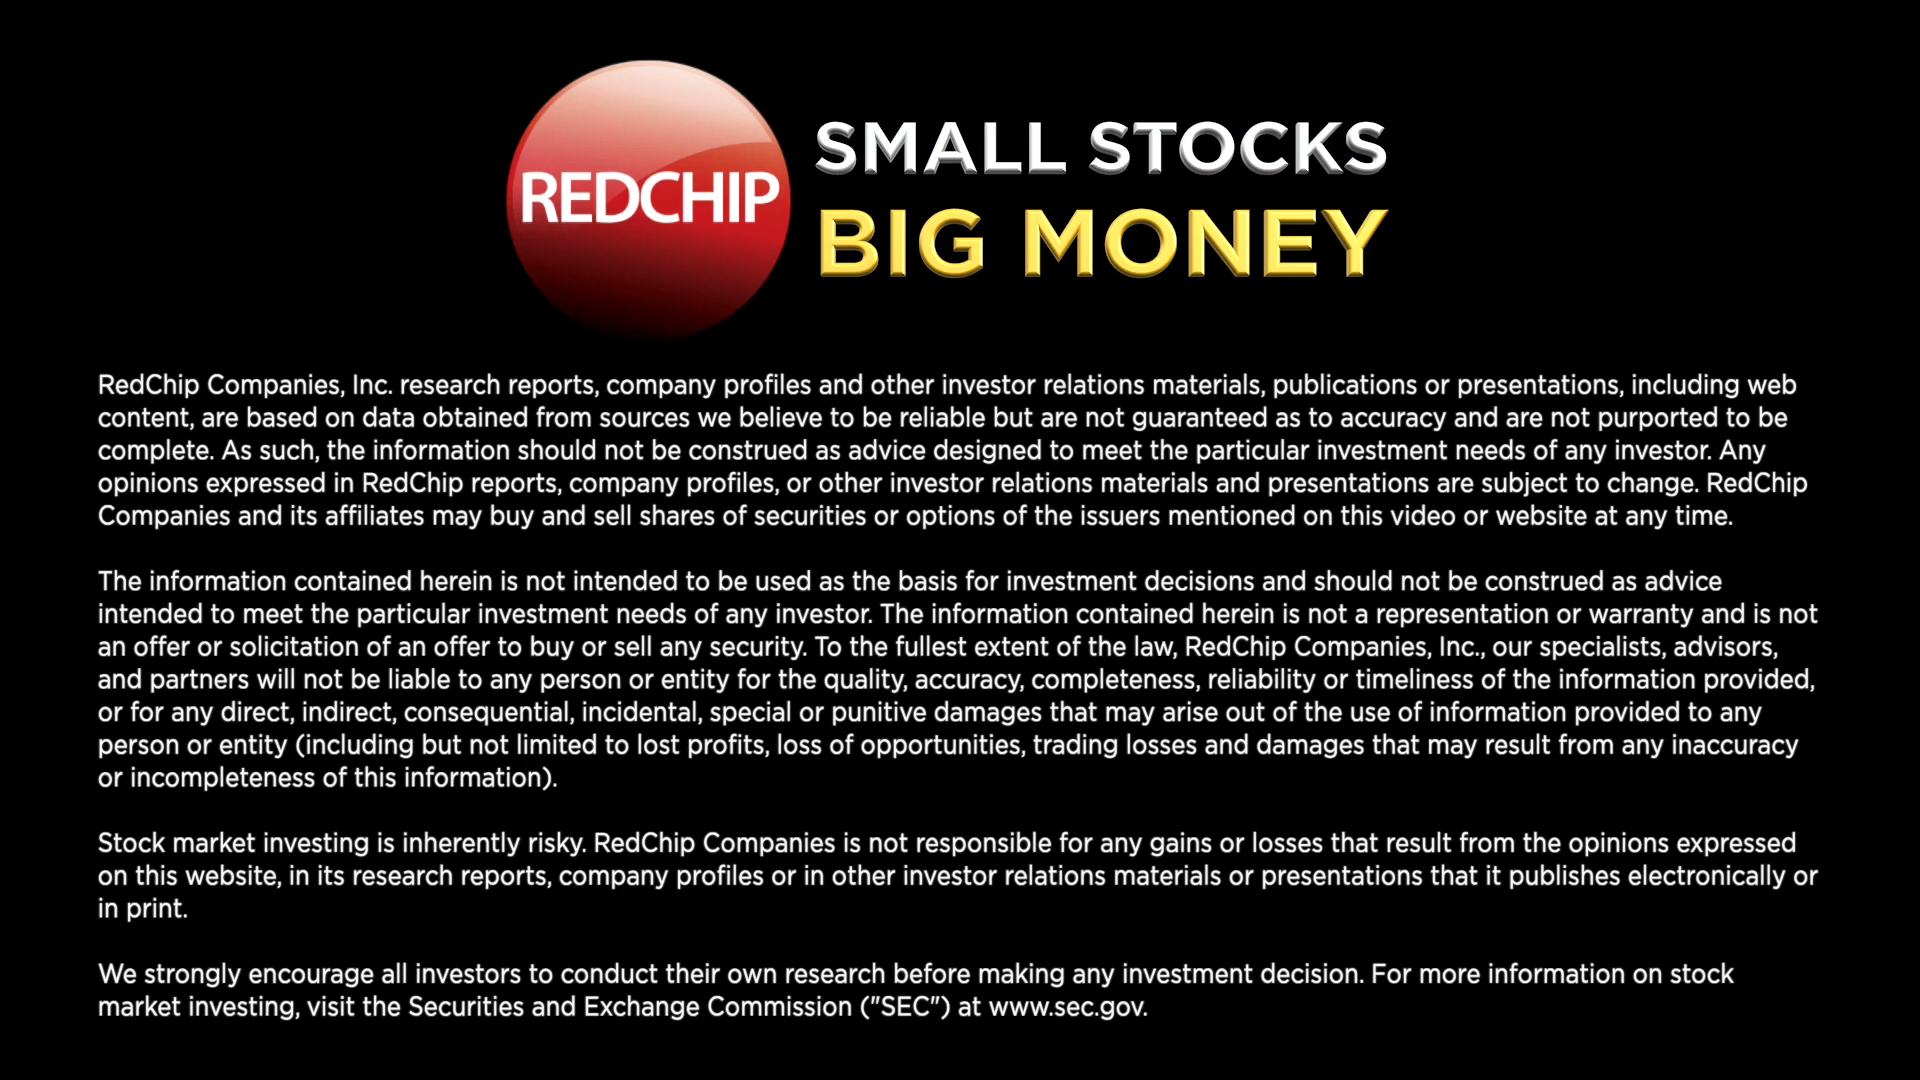 REDCHIP
SMALL STOCKS
BIG MONEY
RedChip Companies, Inc. research reports, company profiles and other investor relations materials, publications or presentations, including web
content, are based on data obtained from sources we believe to be reliable but are not guaranteed as to accuracy and are not purported to be
complete. As such, the information should not be construed as advice designed to meet the particular investment needs of any investor. Any
opinions expressed in RedChip reports, company profiles, or other investor relations materials and presentations are subject to change. RedChip
Companies and its affiliates may buy and sell shares of securities or options of the issuers mentioned on this video or website at any time.
The information contained herein is not intended to be used as the basis for investment decisions and should not be construed as advice
intended to meet the particular investment needs of any investor. The information contained herein is not a representation or warranty and is not
an offer or solicitation of an offer to buy or sell any security. To the fullest extent of the law, RedChip Companies, Inc., our specialists, advisors,
and partners will not be liable to any person or entity for the quality, accuracy, completeness, reliability or timeliness of the information provided,
or for any direct, indirect, consequential, incidental, special or punitive damages that may arise out of the use of information provided to any
person or entity (including but not limited to lost profits, loss of opportunities, trading losses and damages that may result from any inaccuracy
or incompleteness of this information).
Stock market investing is inherently risky. RedChip Companies is not responsible for any gains or losses that result from the opinions expressed
on this website, in its research reports, company profiles or in other investor relations materials or presentations that it publishes electronically or
in print.
We strongly encourage all investors to conduct their own research before making any investment decision. For more information on stock
market investing, visit the Securities and Exchange Commission ("SEC") at www.sec.gov.